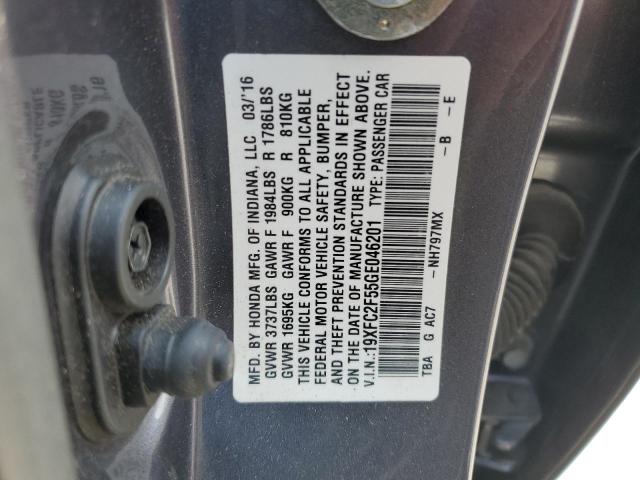 MFD. BY HONDA MFG. OF INDIANA, LLC 03/'16
GVWR 3737LBS GAWR F 1984LBS R 1786LBS
GVWR 1695KG GAWR F 900KG R 810KG
THIS VEHICLE CONFORMS TO ALL APPLICABLE
FEDERAL MOTOR VEHICLE SAFETY, BUMPER,
AND THEFT PREVENTION STANDARDS IN EFFECT
ON THE DATE OF MANUFACTURE SHOWN ABOVE.
V.I.N.:19XFC2F55GE046201 TYPE: PASSENGER CAR
TBA G AC7 -NH797MX -B -E